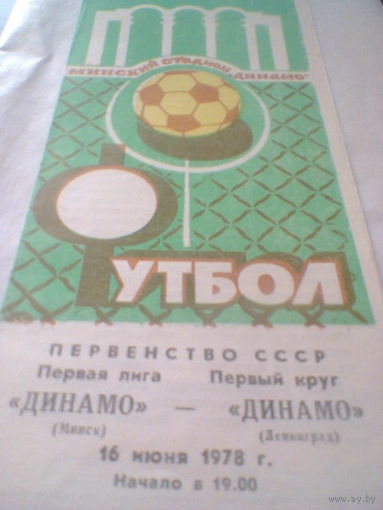 МИНСКИЙ СТАДИОН „ДИНАМО“
ФУТБОЛ
ПЕРВЕНСТВО СССР
Первая лига Первый круг
«ДИНАМО» — «ДИНАМО»
(Минск) (Ленинград)
16 июня 1978 г.
Начало в 19.00
www.ay.by